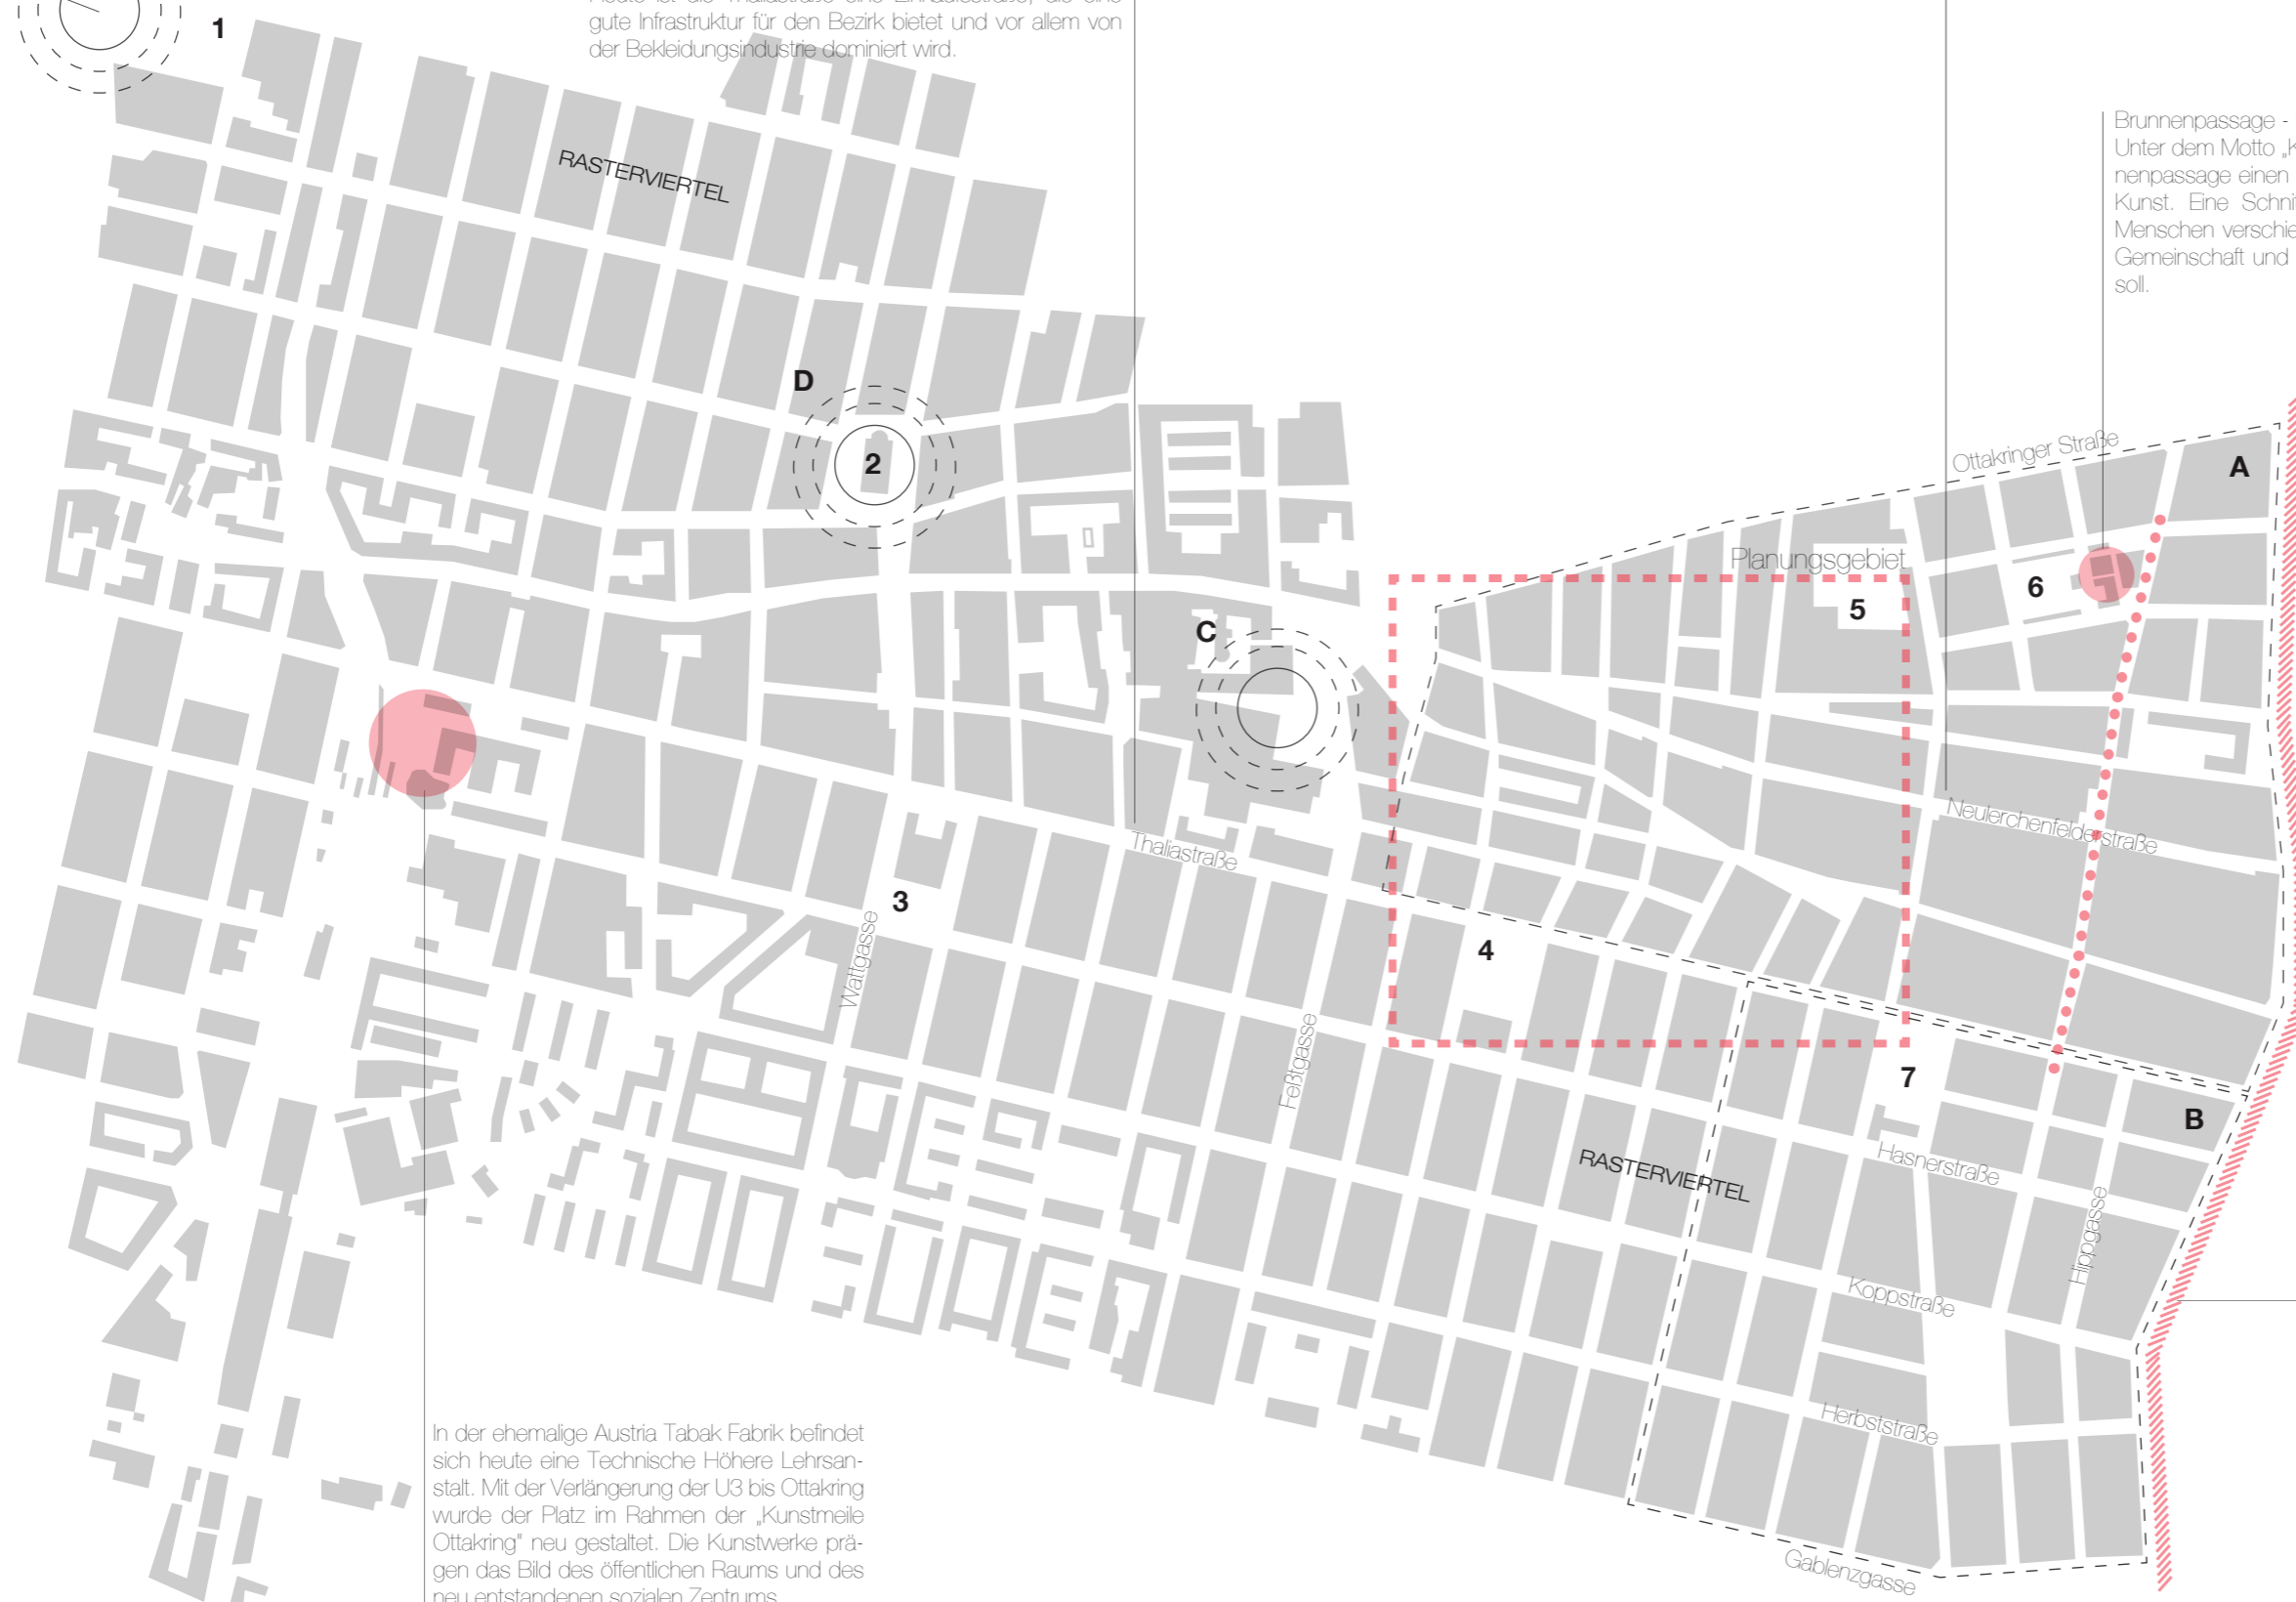 gute Infrastruktur für den Bezirk bietet und vor allem von
der Bekleidungsindustrie dominiert wird.
1
RASTERVIERTEL
Brunnenpassage -
Unter dem Motto „K
nenpassage einen
Kunst. Eine Schni
Menschen verschie
Gemeinschaft und
soll.
D
2
Ottakringer Straße
A
Planungsgebiet
5
6
C
Neulerchenfelderstraße
Thaliastraße
3
Wattgasse
4
Feßtgasse
7
B
RASTERVIERTEL
Hasnerstraße
Hippgasse
Koppstraße
Herbststraße
Gablenzgasse
In der ehemalige Austria Tabak Fabrik befindet
sich heute eine Technische Höhere Lehrsan-
stalt. Mit der Verlängerung der U3 bis Ottakring
wurde der Platz im Rahmen der „Kunstmeile
Ottakring" neu gestaltet. Die Kunstwerke prä-
gen das Bild des öffentlichen Raums und des
neu entstandenen sozialen Zentrums